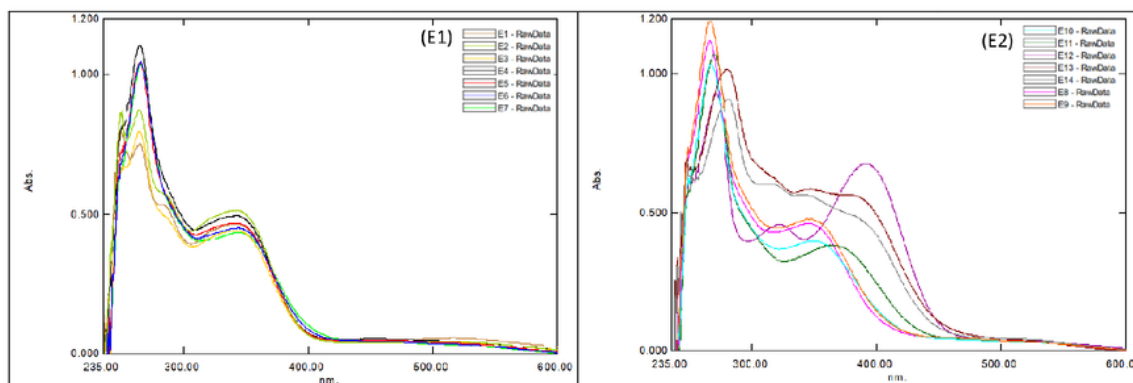 1.200
1.000
0.500
0.000
Abs.
235.00
300.00
400.00
500.00
600.00
nm.
(E1)
E1 - RawData
E2 - RawData
E3 - RawData
E4 - RawData
E5 - RawData
E6 - RawData
E7 - RawData
1.200
1.000
0.500
0.000
Abs.
235.00
300.00
400.00
500.00
600.00
nm.
(E2)
E10 - RawData
E11 - RawData
E12 - RawData
E13 - RawData
E14 - RawData
E8 - RawData
E9 - RawData